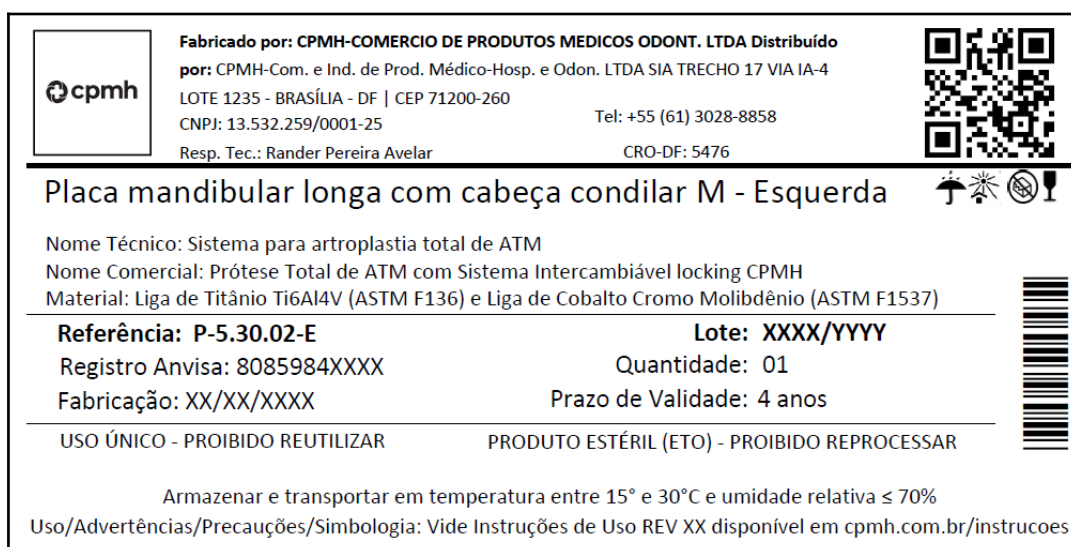 cpmh
Fabricado por: CPMH-COMERCIO DE PRODUTOS MEDICOS ODONT. LTDA Distribuído
por: CPMH-Com. e Ind. de Prod. Médico-Hosp. e Odon. LTDA SIA TRECHO 17 VIA IA-4
LOTE 1235 - BRASÍLIA - DF | CEP 71200-260
CNPJ: 13.532.259/0001-25
Tel: +55 (61) 3028-8858
Resp. Tec.: Rander Pereira Avelar
CRO-DF: 5476
Placa mandibular longa com cabeça condilar M - Esquerda
Nome Técnico: Sistema para artroplastia total de ATM
Nome Comercial: Prótese Total de ATM com Sistema Intercambiável locking CPMH
Material: Liga de Titânio Ti6Al4V (ASTM F136) e Liga de Cobalto Cromo Molibdênio (ASTM F1537)
Referência: P-5.30.02-E
Lote: XXXX/YYYY
Registro Anvisa: 8085984XXXX
Quantidade: 01
Fabricação: XX/XX/XXXX
Prazo de Validade: 4 anos
USO ÚNICO - PROIBIDO REUTILIZAR
PRODUTO ESTÉRIL (ETO) - PROIBIDO REPROCESSAR
Armazenar e transportar em temperatura entre 15° e 30°C e umidade relativa ≤ 70%
Uso/Advertências/Precauções/Simbologia: Vide Instruções de Uso REV XX disponível em cpmh.com.br/instrucoes